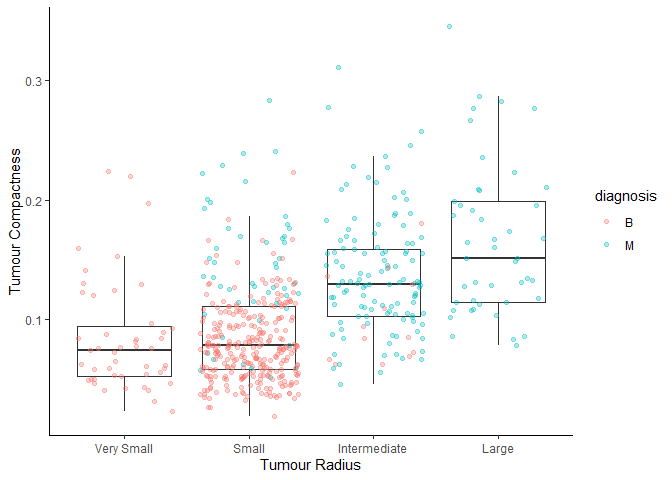 Tumour Compactness
0.3
0.2
0.1
Very Small Small Intermediate Large
Tumour Radius
diagnosis
B
M